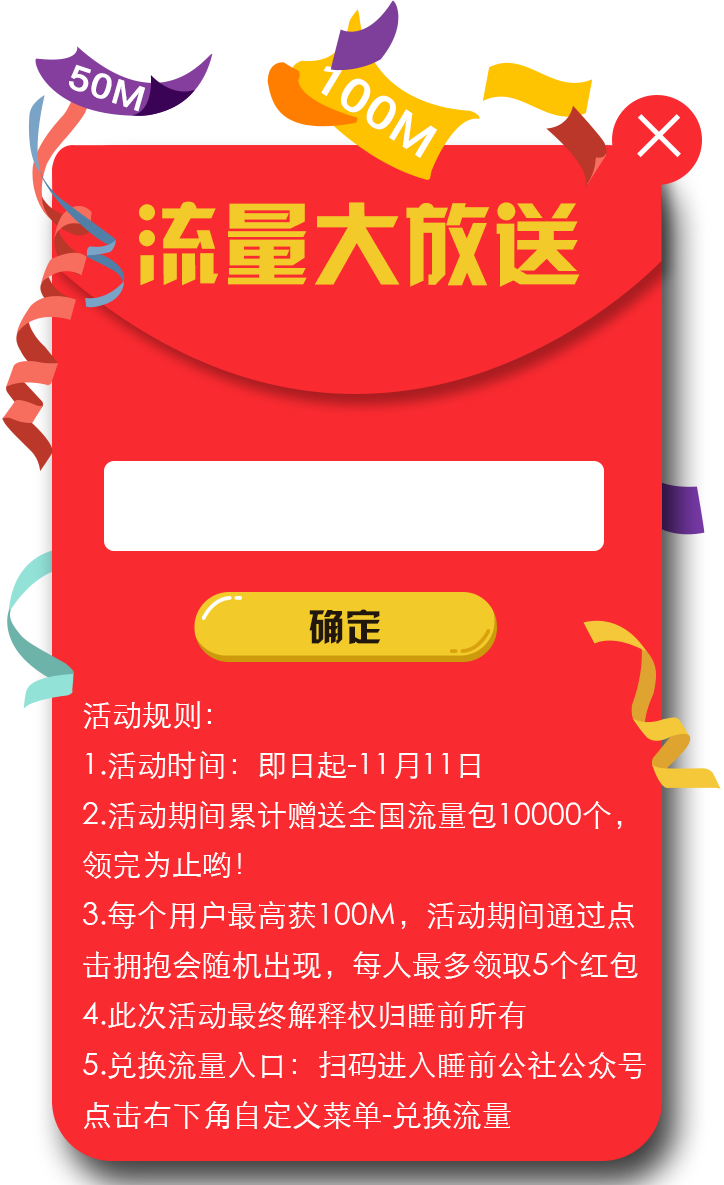 50M
100M
流量大放送
确定
活动规则：
1.活动时间：即日起-11月11日
2.活动期间累计赠送全国流量包10000个，
领完为止哟！
3.每个用户最高获100M，活动期间通过点
击拥抱会随机出现，每人最多领取5个红包
4.此次活动最终解释权归睡前所有
5.兑换流量入口：扫码进入睡前公社公众号
点击右下角自定义菜单-兑换流量